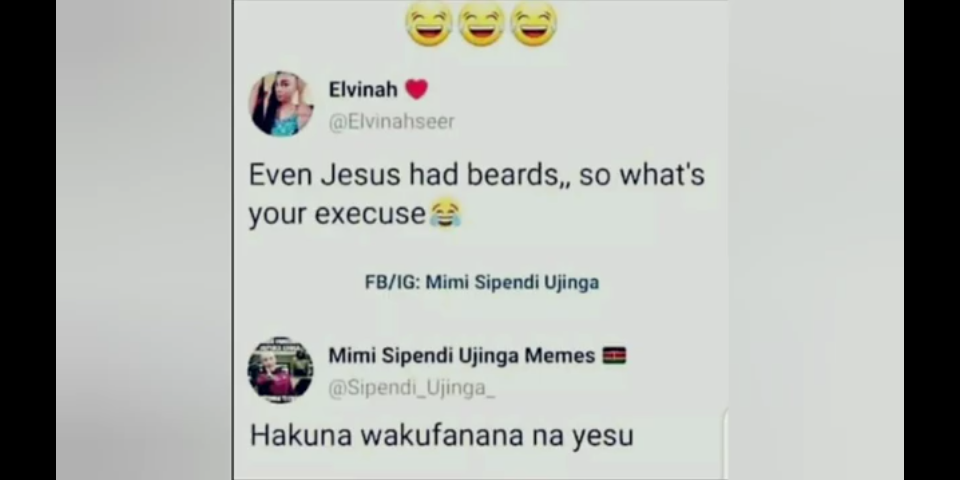 Elvinah ❤️
@Elvinahseer
Even Jesus had beards,, so what's
your execuse😂
FB/IG: Mimi Sipendi Ujinga
Mimi Sipendi Ujinga Memes 🇰🇪
@Sipendi_Ujinga_
Hakuna wakufanana na yesu